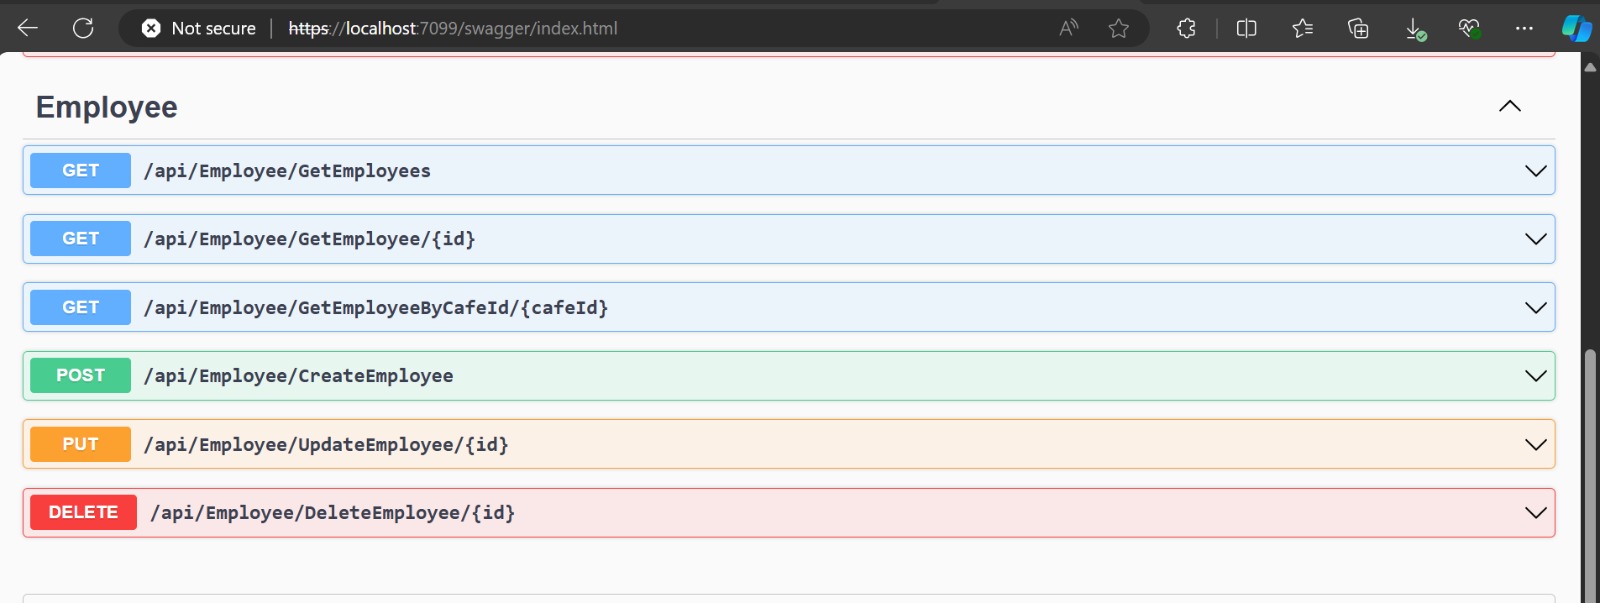 Not secure https://localhost:7099/swagger/index.html
Employee
GET /api/Employee/GetEmployees
GET /api/Employee/GetEmployee/{id}
GET /api/Employee/GetEmployeeByCafeId/{cafeId}
POST /api/Employee/CreateEmployee
PUT /api/Employee/UpdateEmployee/{id}
DELETE /api/Employee/DeleteEmployee/{id}